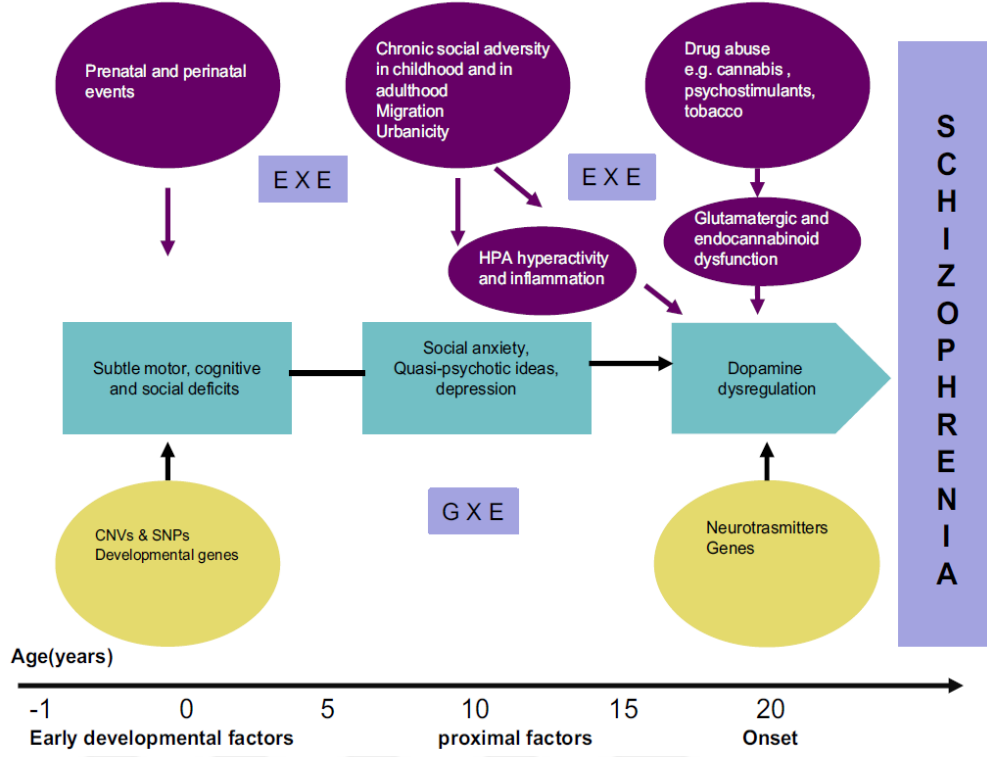 Prenatal and perinatal
events
Chronic social adversity
in childhood and in
adulthood
Migration
Urbanicity
Drug abuse
e.g. cannabis ,
psychostimulants,
tobacco
E X E
E X E
HPA hyperactivity
and inflammation
Glutamatergic and
endocannabinoid
dysfunction
Subtle motor, cognitive
and social deficits
Social anxiety,
Quasi-psychotic ideas,
depression
Dopamine
dysregulation
CNVs & SNPs
Developmental genes
G X E
Neurotrasmitters
Genes
SCHIZOPHRENIA
Age(years)
-1 0 5 10 15 20
Early developmental factors proximal factors Onset